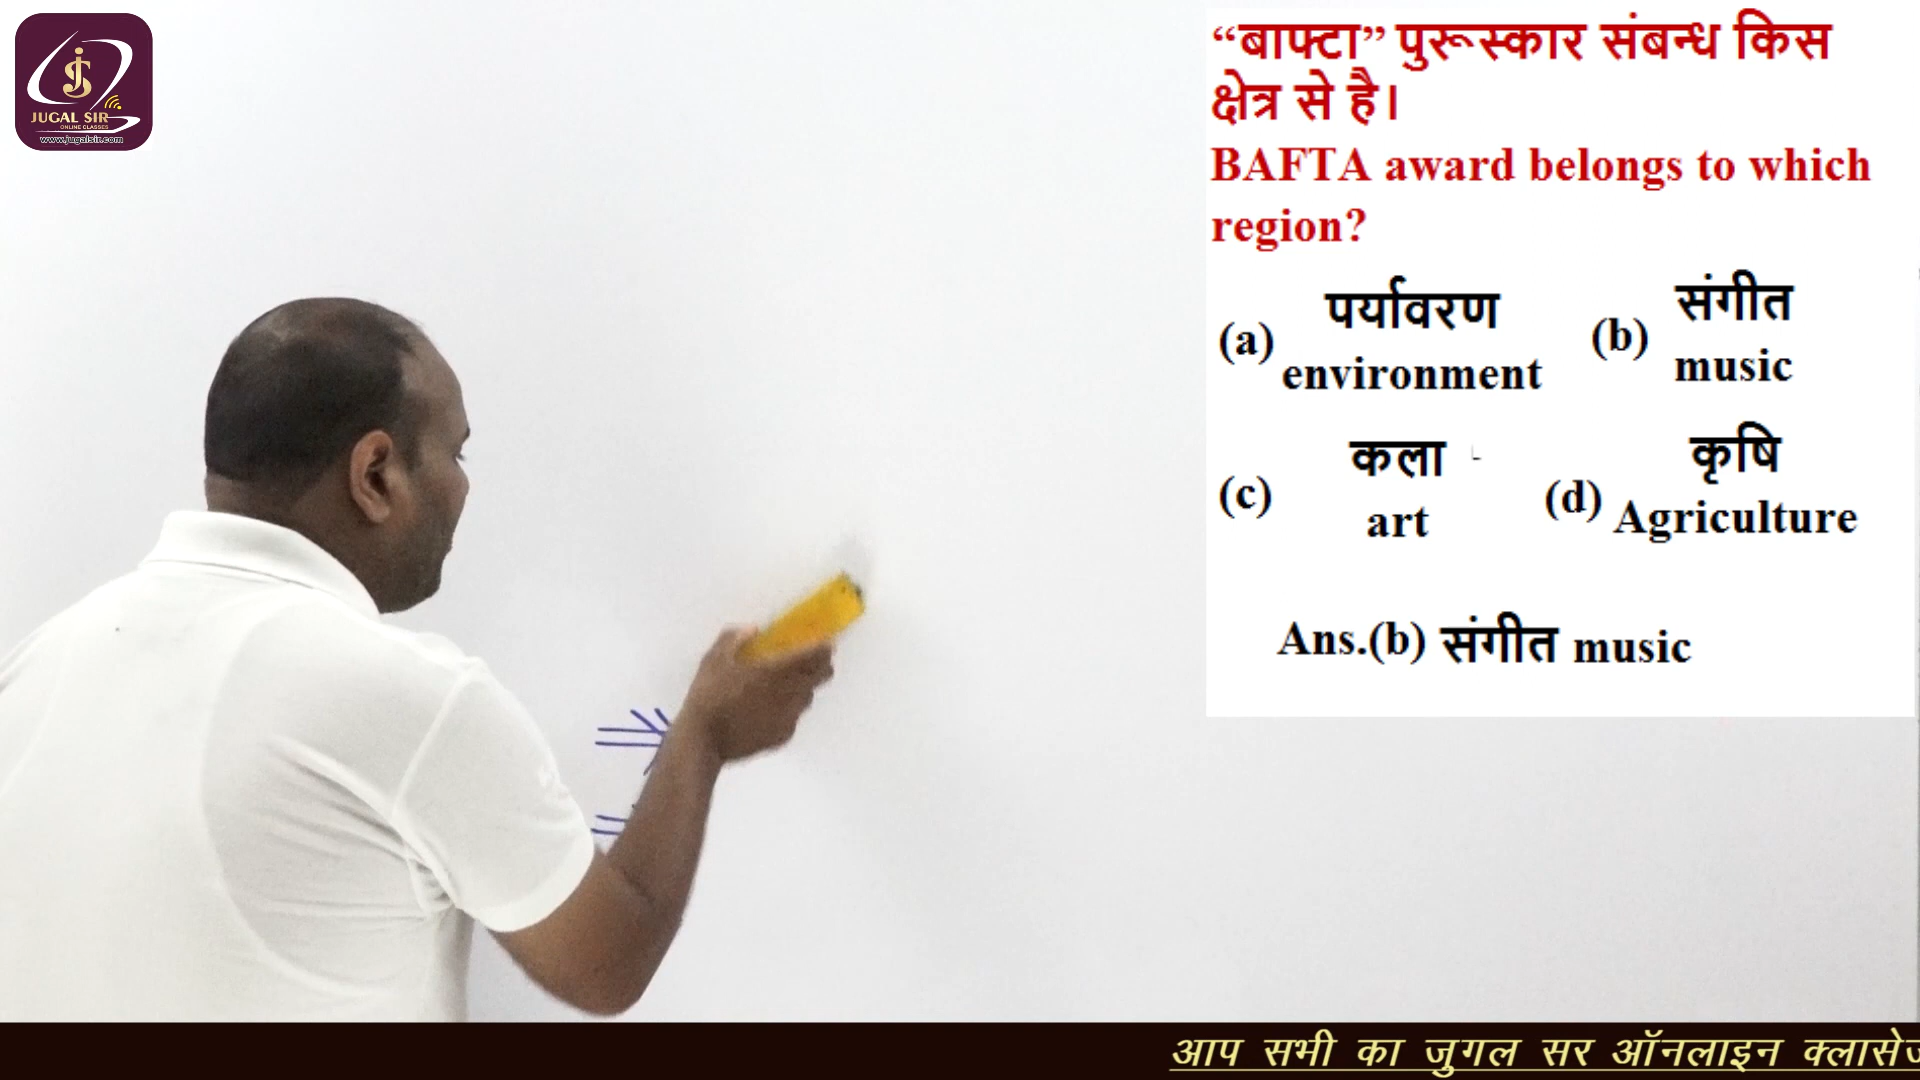 JUGAL SIR
ONLINE CLASSES
www.jugalsir.com
“बाफ्टा” पुरूस्कार संबन्ध किस
क्षेत्र से है।
BAFTA award belongs to which
region?
(a) पर्यावरण
environment
(b) संगीत
music
(c) कला
art
(d) कृषि
Agriculture
Ans.(b) संगीत music
आप सभी का जुगल सर ऑनलाइन